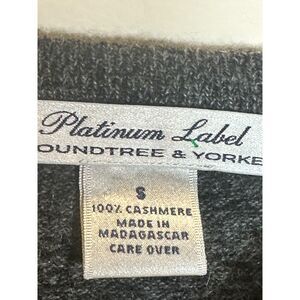 Platinum Label
OUNDTREE & YORKE
S
100% CASHMERE
MADE IN
MADAGASCAR
CARE OVER